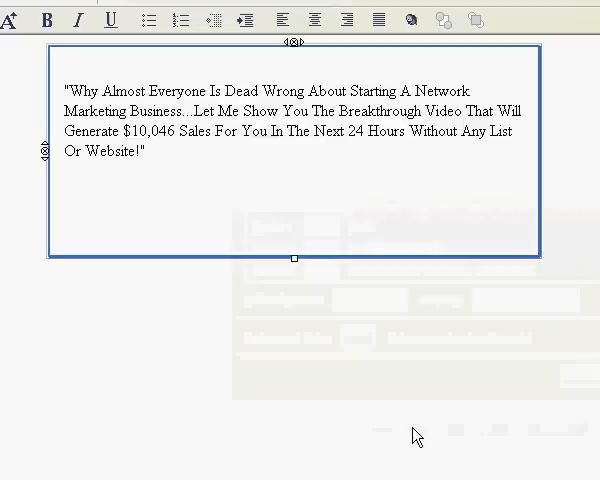 A B I U
"Why Almost Everyone Is Dead Wrong About Starting A Network
Marketing Business...Let Me Show You The Breakthrough Video That Will
Generate $10,046 Sales For You In The Next 24 Hours Without Any List
Or Website!"